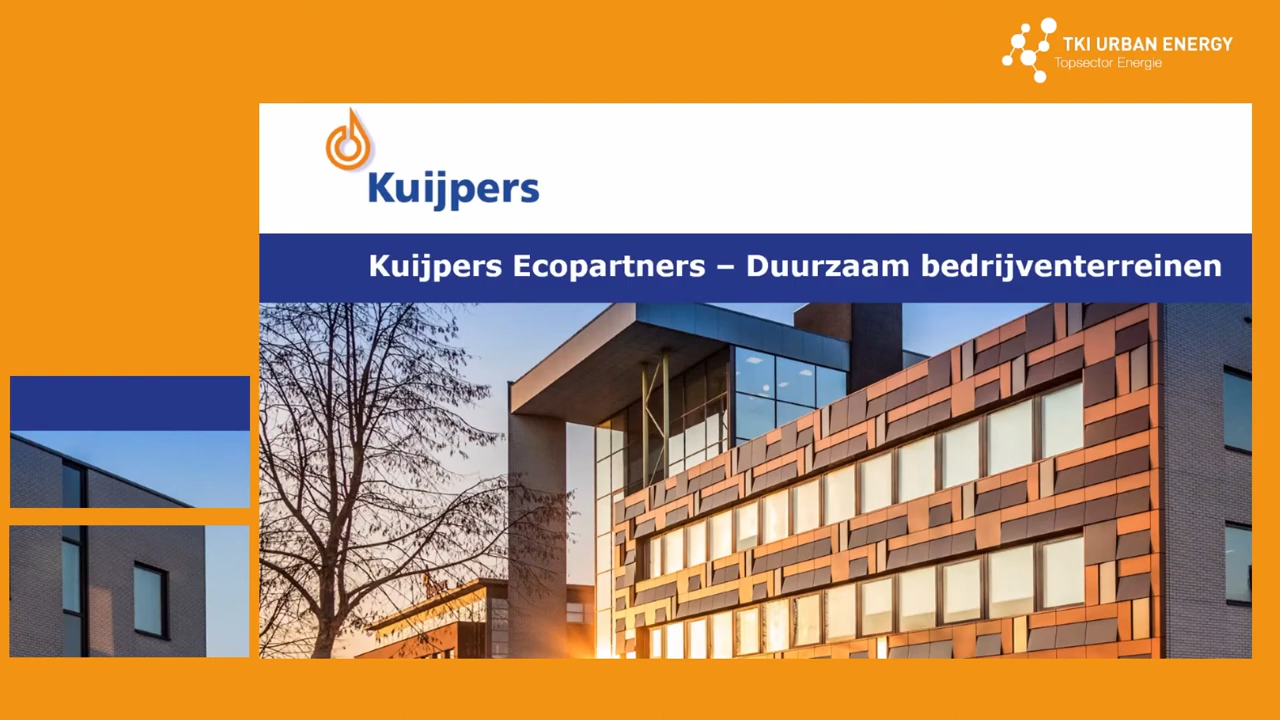 TKI URBAN ENERGY
Topsector Energie
Kuijpers
Kuijpers Ecopartners – Duurzaam bedrijventerreinen